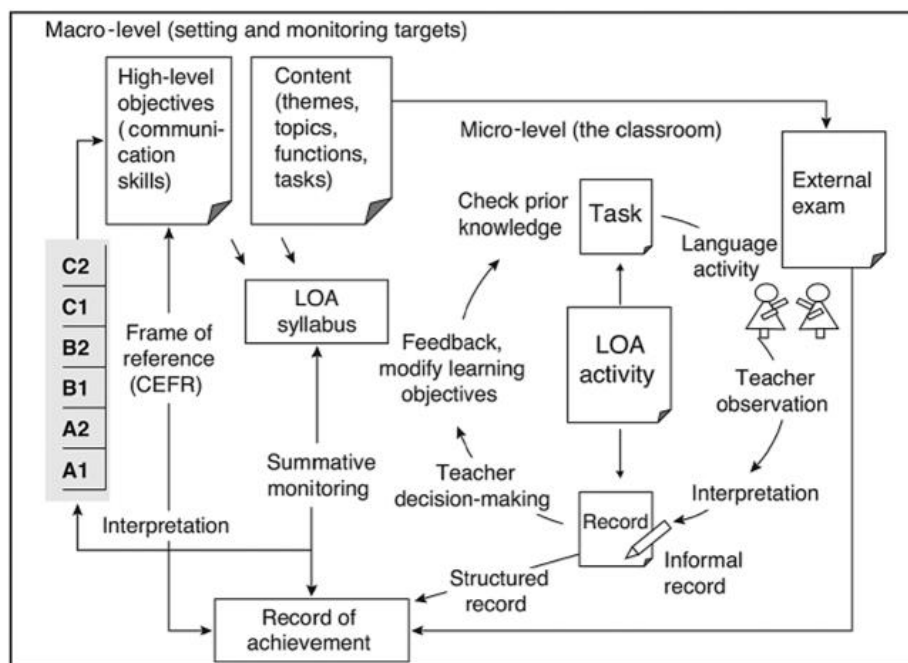 Macro-level (setting and monitoring targets)
High-level
objectives
(communi-
cation
skills)
Content
(themes,
topics,
functions,
tasks)
Micro-level (the classroom)
External
exam
Check prior
knowledge
Task
Language
activity
C2
C1
B2
B1
A2
A1
Frame of
reference
(CEFR)
LOA
syllabus
Feedback,
modify learning
objectives
LOA
activity
Teacher
observation
Summative
monitoring
Teacher
decision-making
Interpretation
Record
Informal
record
Interpretation
Structured
record
Record of
achievement